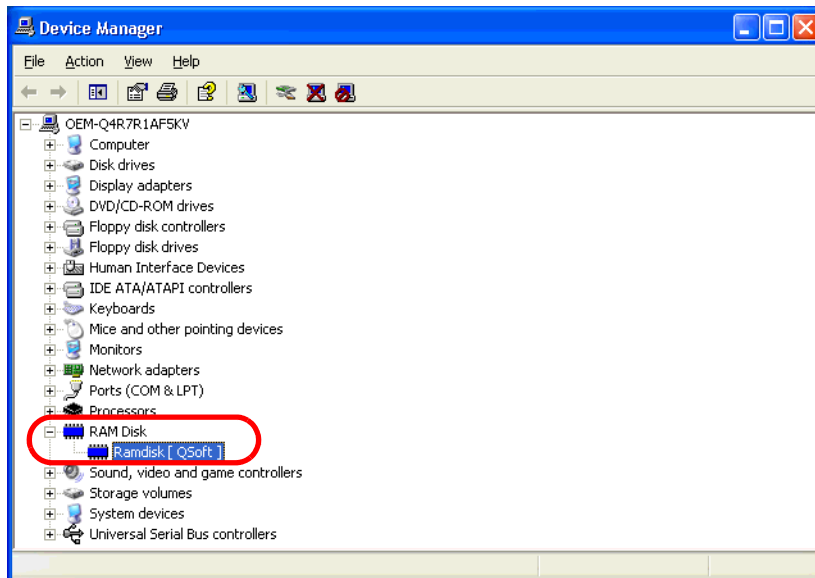 Device Manager
File Action View Help
OEM-Q4R7R1AF5KV
Computer
Disk drives
Display adapters
DVD/CD-ROM drives
Floppy disk controllers
Floppy disk drives
Human Interface Devices
IDE ATA/ATAPI controllers
Keyboards
Mice and other pointing devices
Monitors
Network adapters
Ports (COM & LPT)
Processors
RAM Disk
Ramdisk [ QSoft ]
Sound, video and game controllers
Storage volumes
System devices
Universal Serial Bus controllers